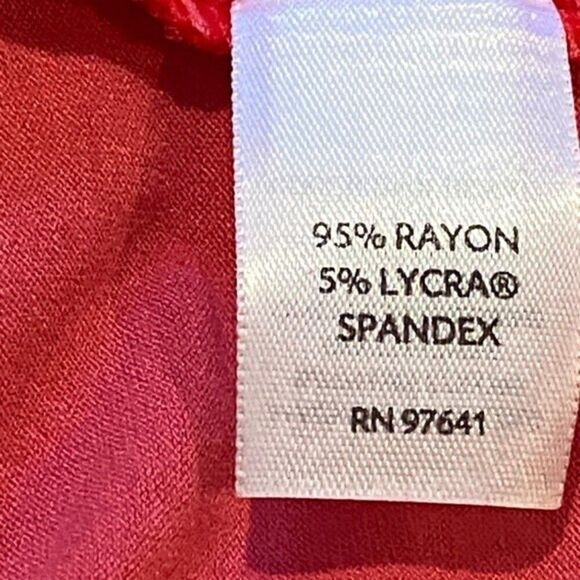 95% RAYON
5% LYCRA®
SPANDEX
RN 97641